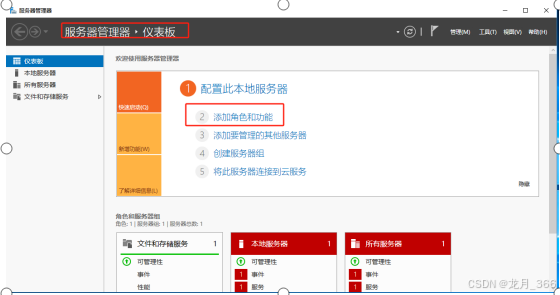 服务器管理器
服务器管理器 ▸ 仪表板
管理(M) 工具(T) 视图(V) 帮助(H)
仪表板
本地服务器
所有服务器
文件和存储服务
欢迎使用服务器管理器
快速启动(Q)
新增功能(W)
了解详细信息(L)
1 配置此本地服务器
2 添加角色和功能
3 添加要管理的其他服务器
4 创建服务器组
5 将此服务器连接到云服务
隐藏
角色和服务器组
角色: 1 | 服务器组: 1 | 服务器总数: 1
文件和存储服务 1
可管理性
事件
性能
本地服务器 1
可管理性
1 事件
1 服务
所有服务器 1
可管理性
1 事件
1 服务
CSDN @龙月_366